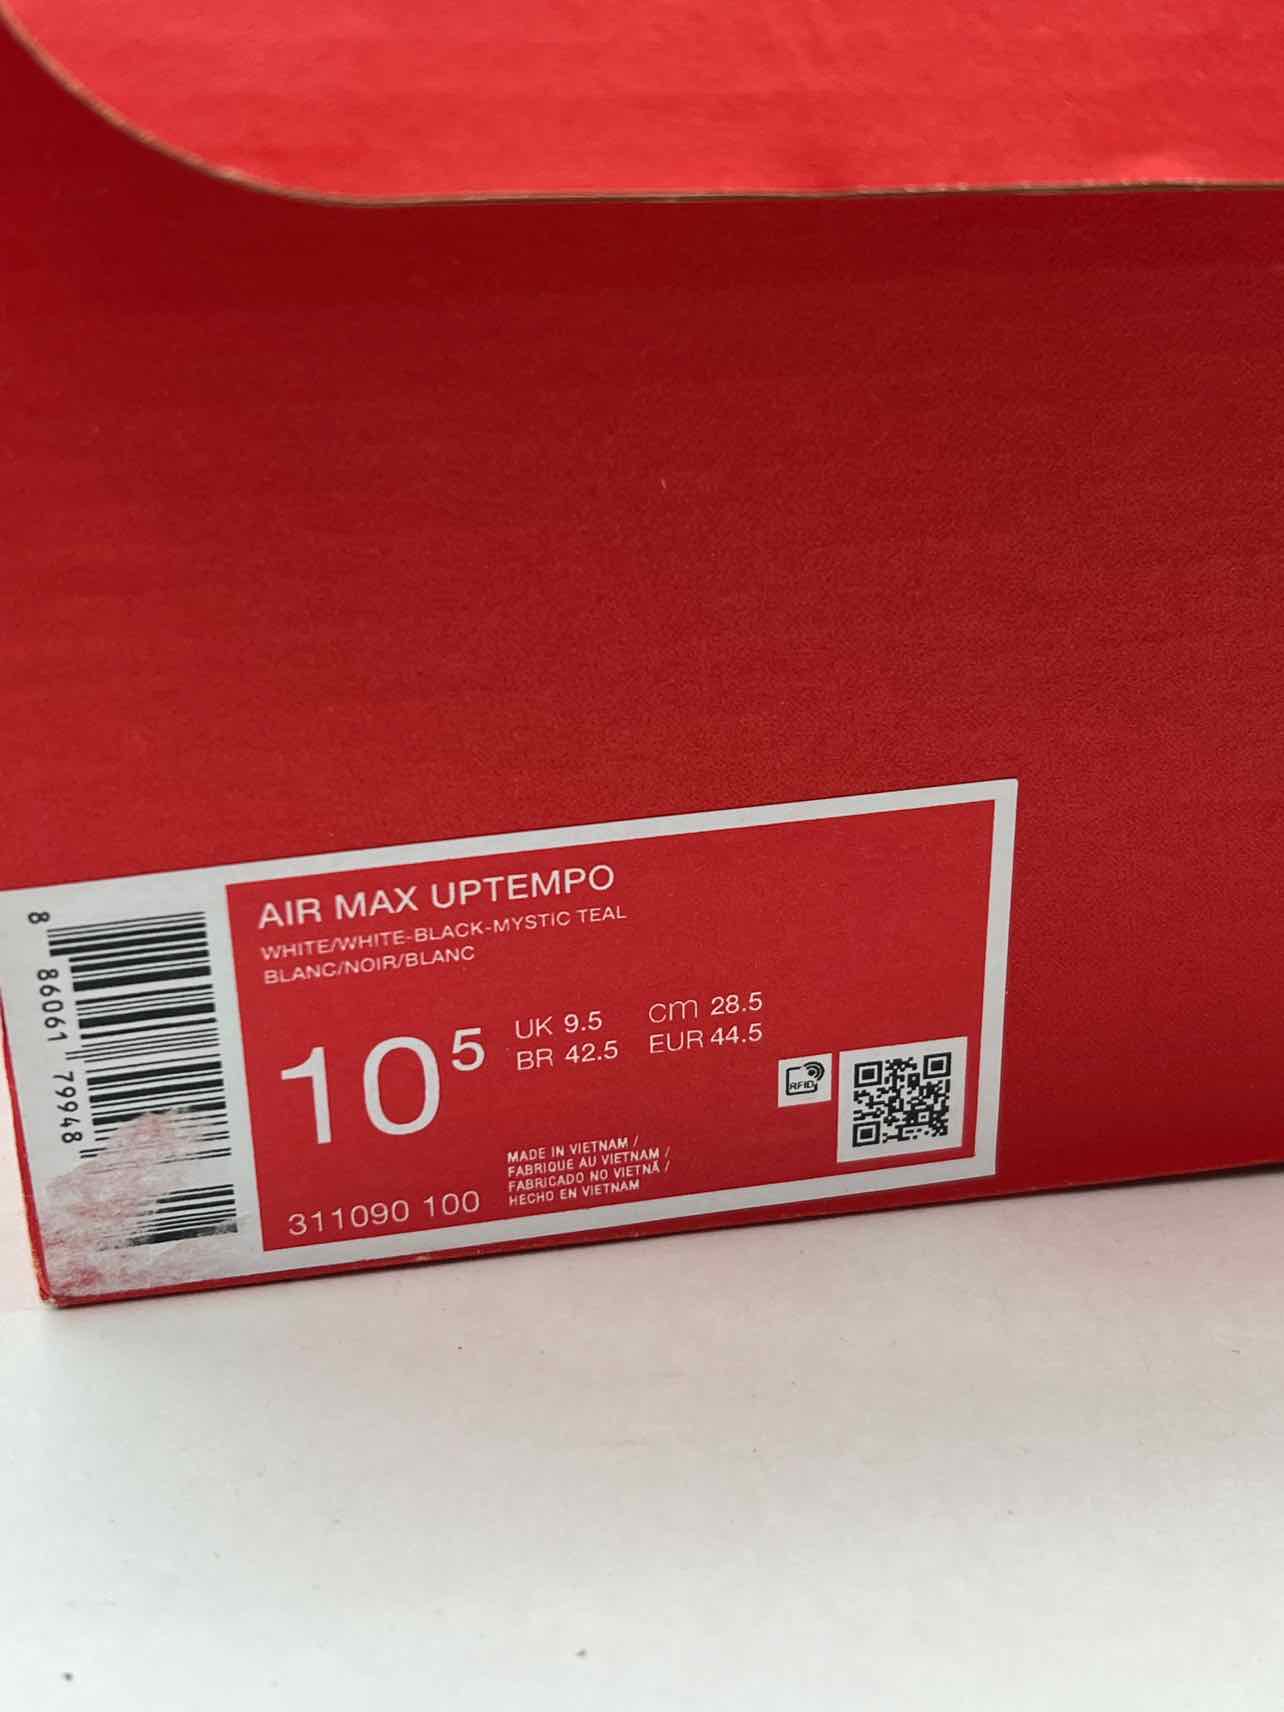 AIR MAX UPTEMPO
WHITE/WHITE-BLACK-MYSTIC TEAL
BLANC/NOIR/BLANC
10 5
UK 9.5 cm 28.5
BR 42.5 EUR 44.5
RFID
MADE IN VIETNAM /
FABRIQUE AU VIETNAM /
FABRICADO NO VIETNÃ /
HECHO EN VIETNAM
311090 100
8 86061 79948